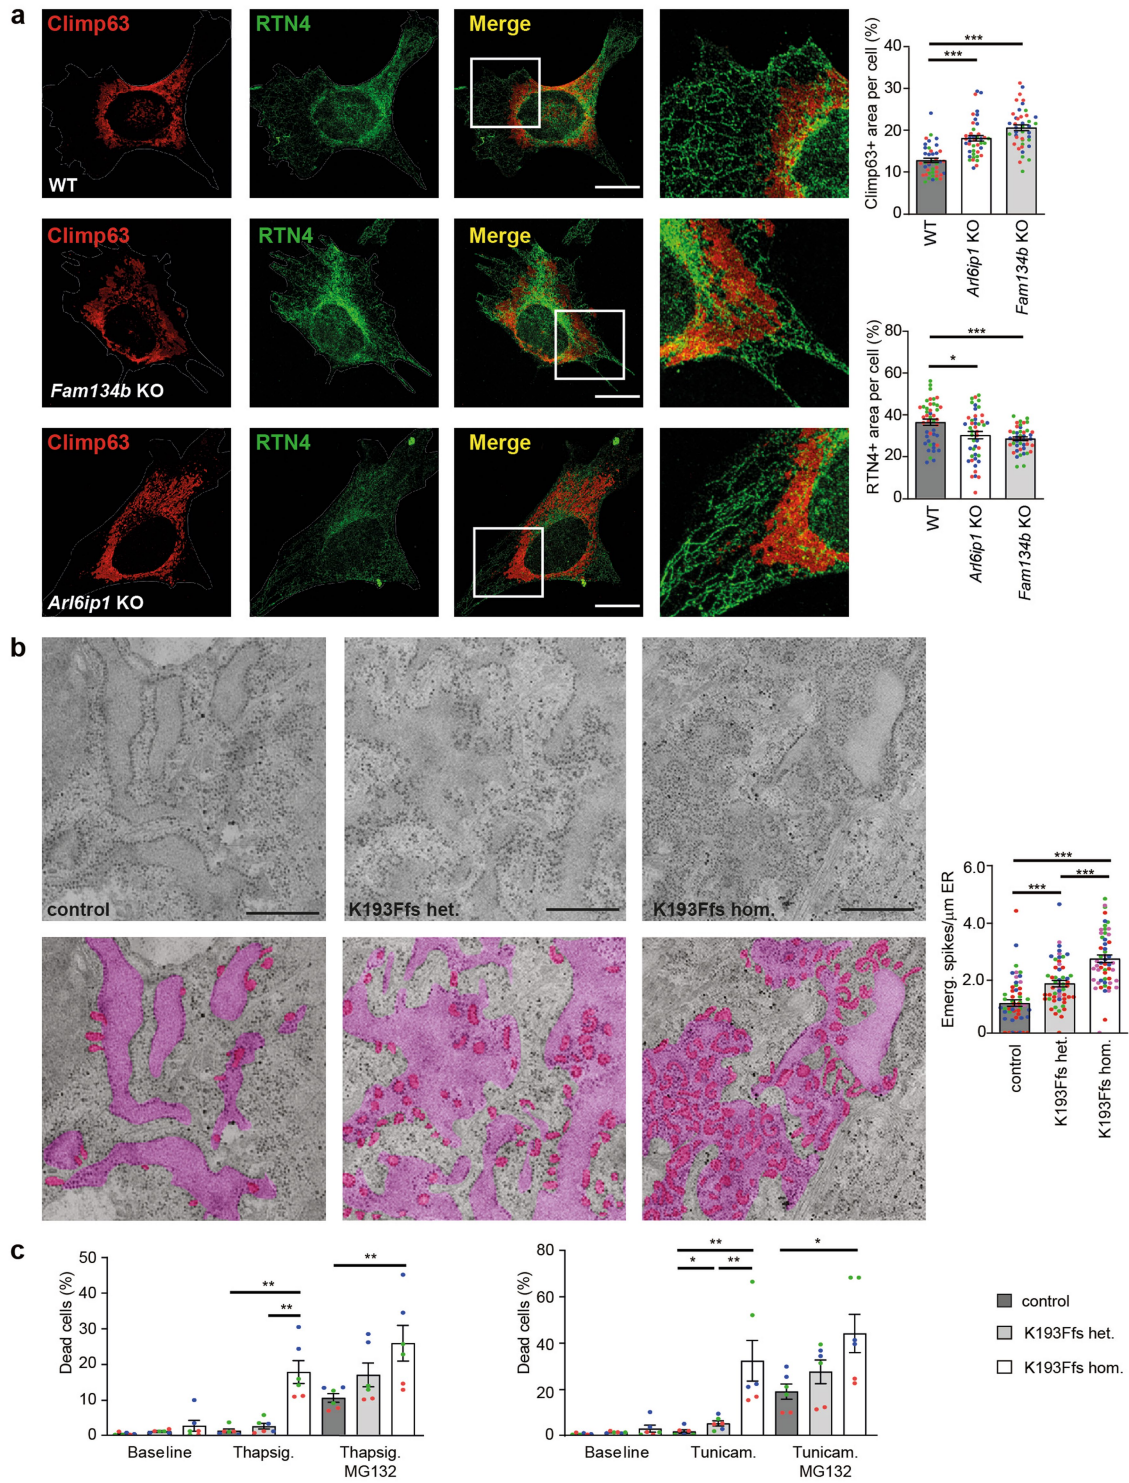 a
Climp63
RTN4
Merge
WT
Climp63+ area per cell (%)
40
30
20
10
0
***
***
WT
Arl6ip1 KO
Fam134b KO
Climp63
RTN4
Merge
Fam134b KO
RTN4+ area per cell (%)
80
60
40
20
0
***
*
WT
Arl6ip1 KO
Fam134b KO
Climp63
RTN4
Merge
Arl6ip1 KO
b
control
K193Ffs het.
K193Ffs hom.
Emerg. spikes/μm ER
6.0
4.0
2.0
0
***
***
***
control
K193Ffs het.
K193Ffs hom.
c
Dead cells (%)
50
40
30
20
10
0
**
**
**
Baseline
Thapsig.
Thapsig.
MG132
Dead cells (%)
80
60
40
20
0
**
*
**
*
Baseline
Tunicam.
Tunicam.
MG132
control
K193Ffs het.
K193Ffs hom.